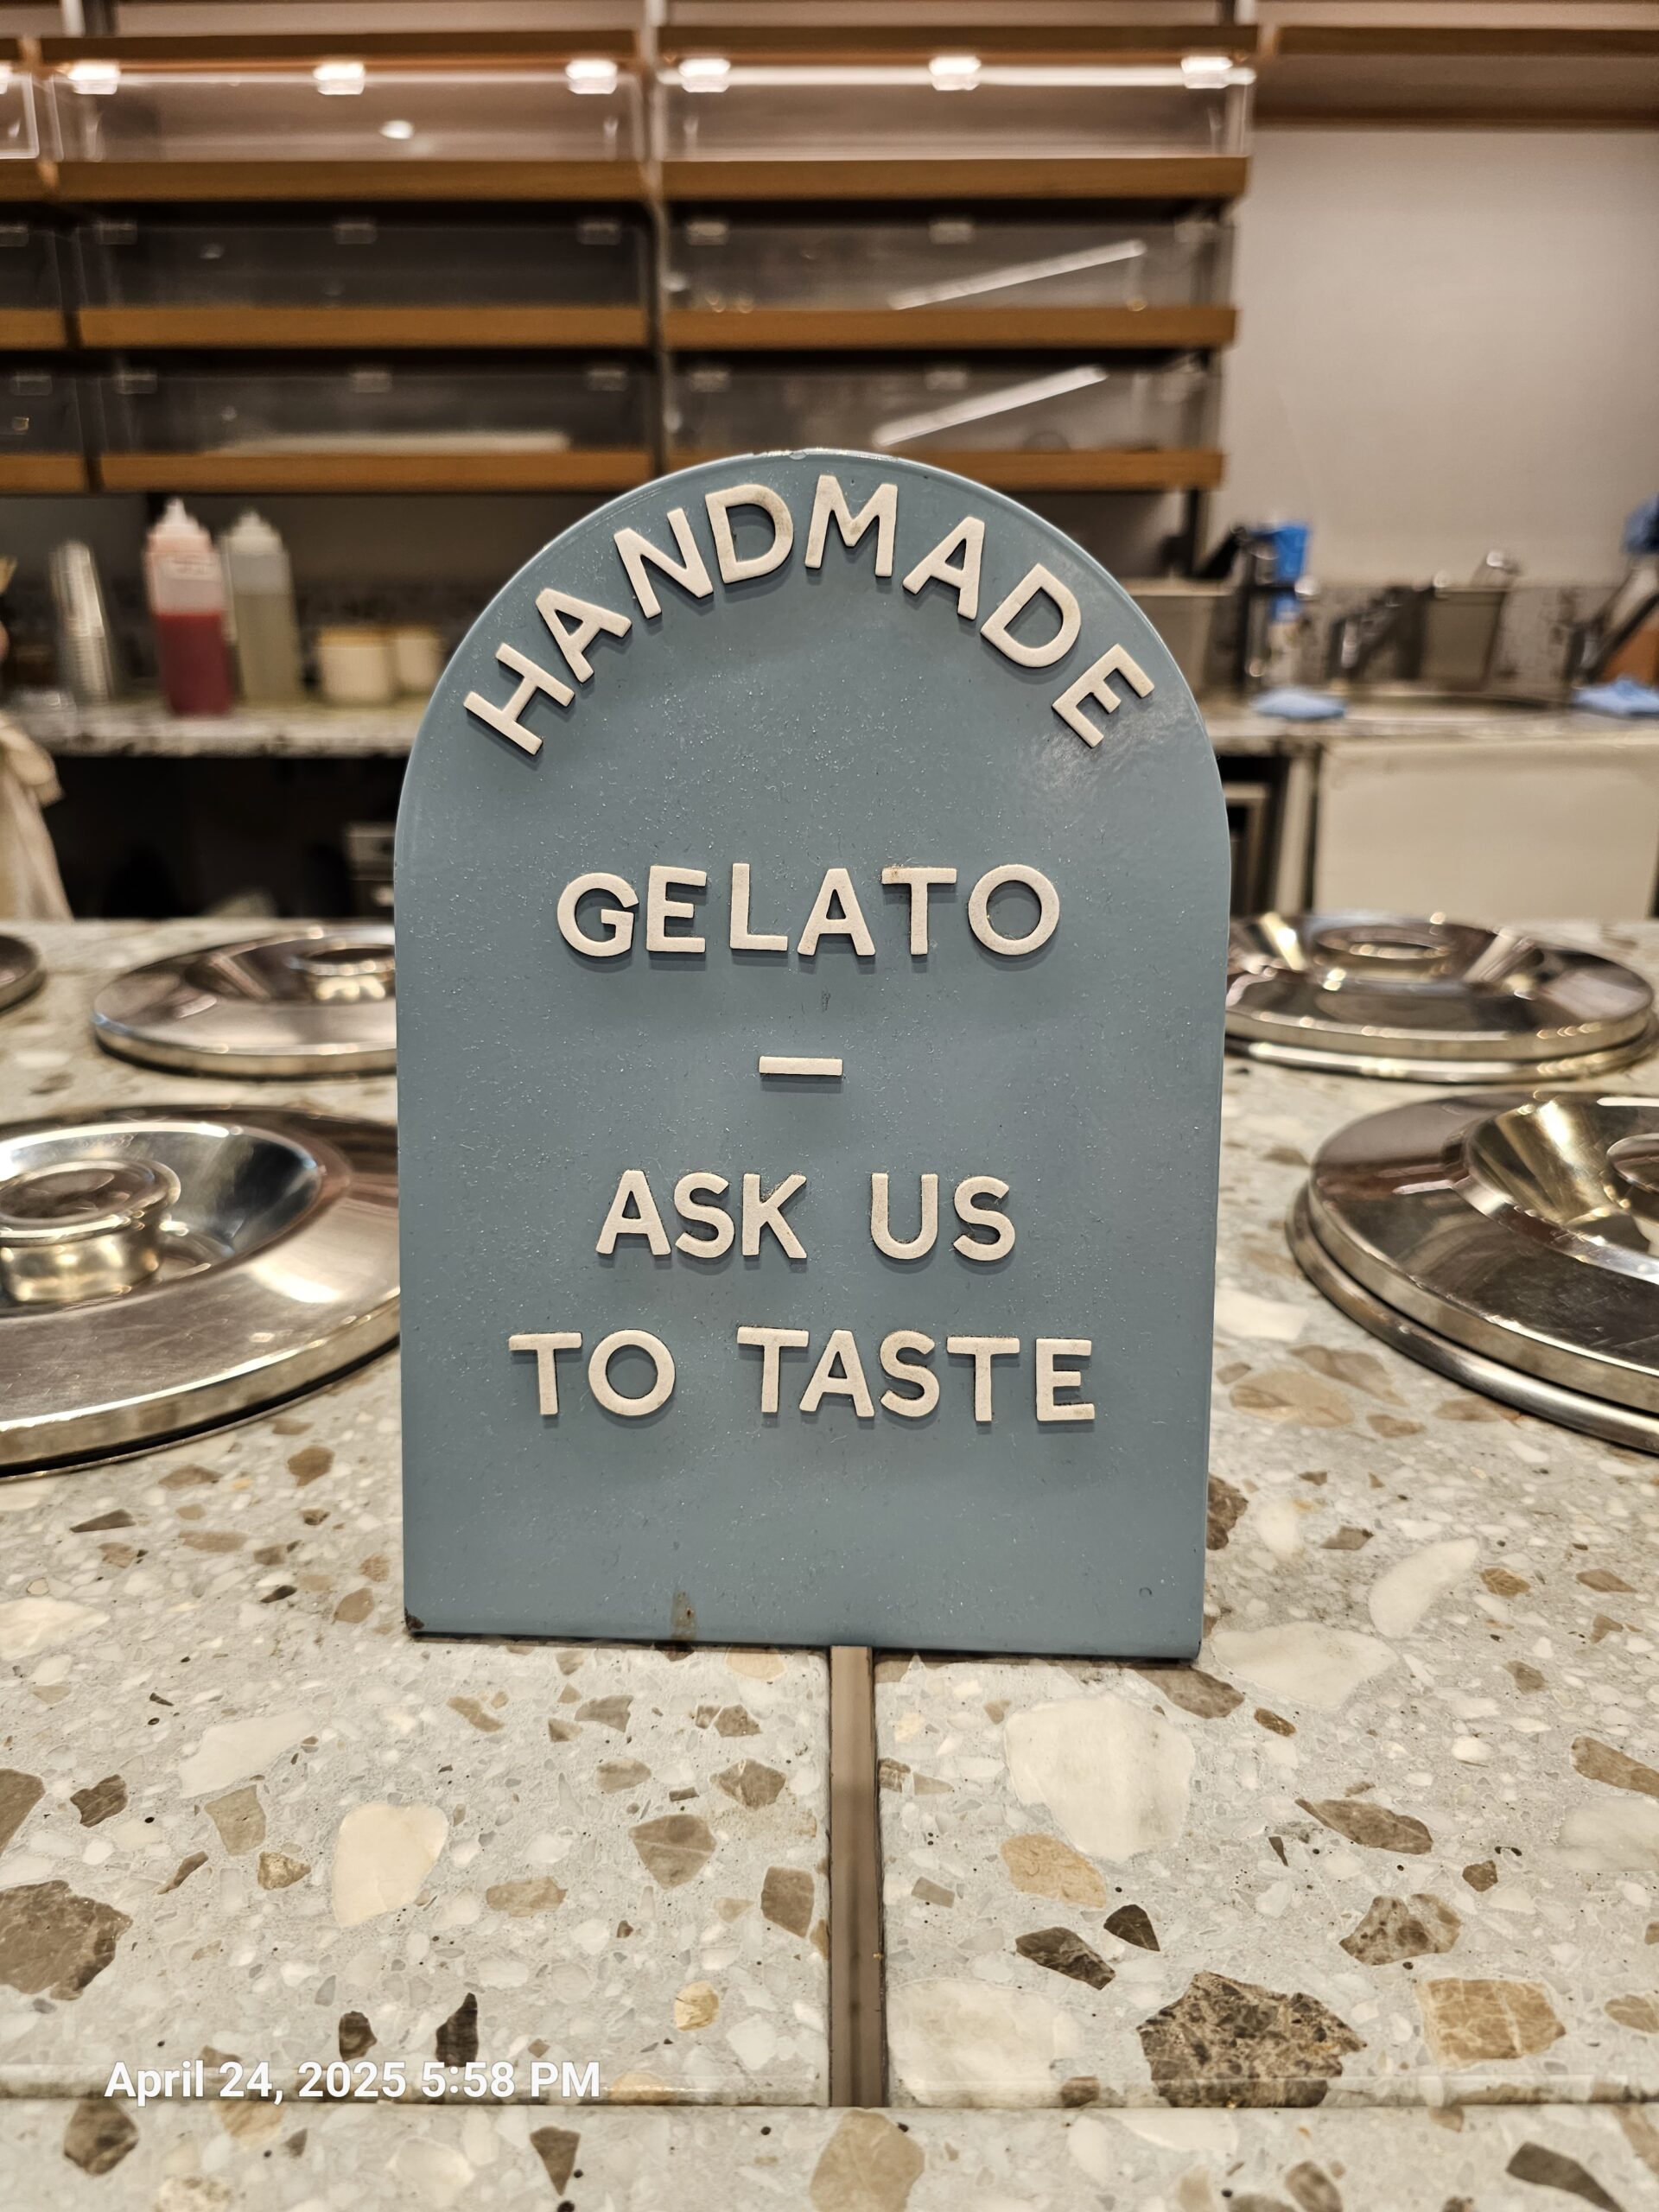 HANDMADE
GELATO
–
ASK US
TO TASTE
April 24, 2025 5:58 PM